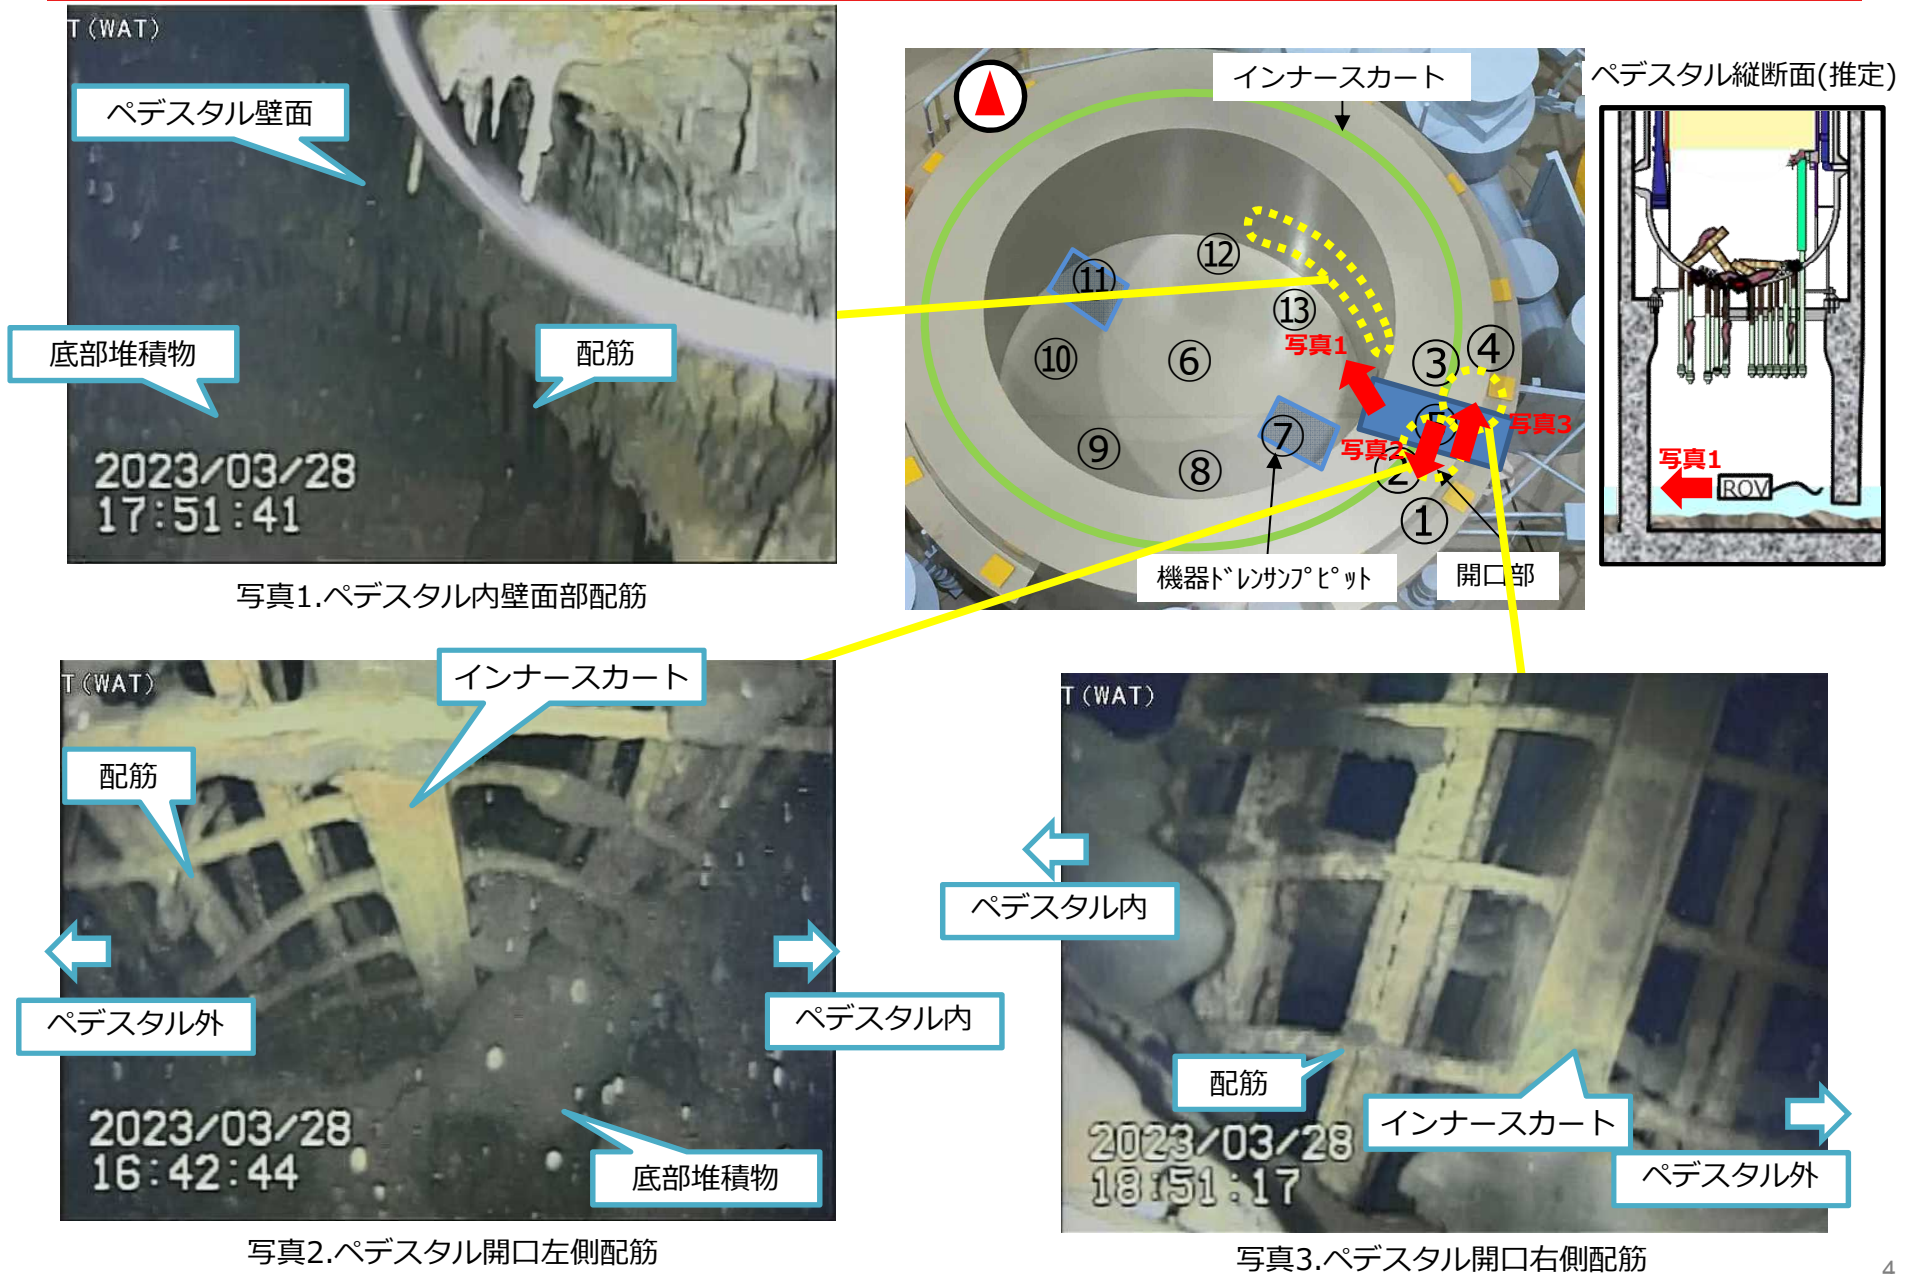 T(WAT)
ペデスタル壁面
底部堆積物
配筋
2023/03/28
17:51:41
写真1.ペデスタル内壁面部配筋
インナースカート
⑫
⑪
⑬
写真1
⑩
⑥
③
④
⑤
写真3
⑨
⑧
⑦
写真2
②
①
機器ﾄﾞﾚﾝｻﾝﾌﾟﾋﾟｯﾄ
開口部
ペデスタル縦断面(推定)
写真1
ROV
T(WAT)
インナースカート
配筋
ペデスタル外
ペデスタル内
2023/03/28
16:42:44
底部堆積物
写真2.ペデスタル開口左側配筋
T(WAT)
ペデスタル内
配筋
インナースカート
ペデスタル外
2023/03/28
18:51:17
写真3.ペデスタル開口右側配筋
4